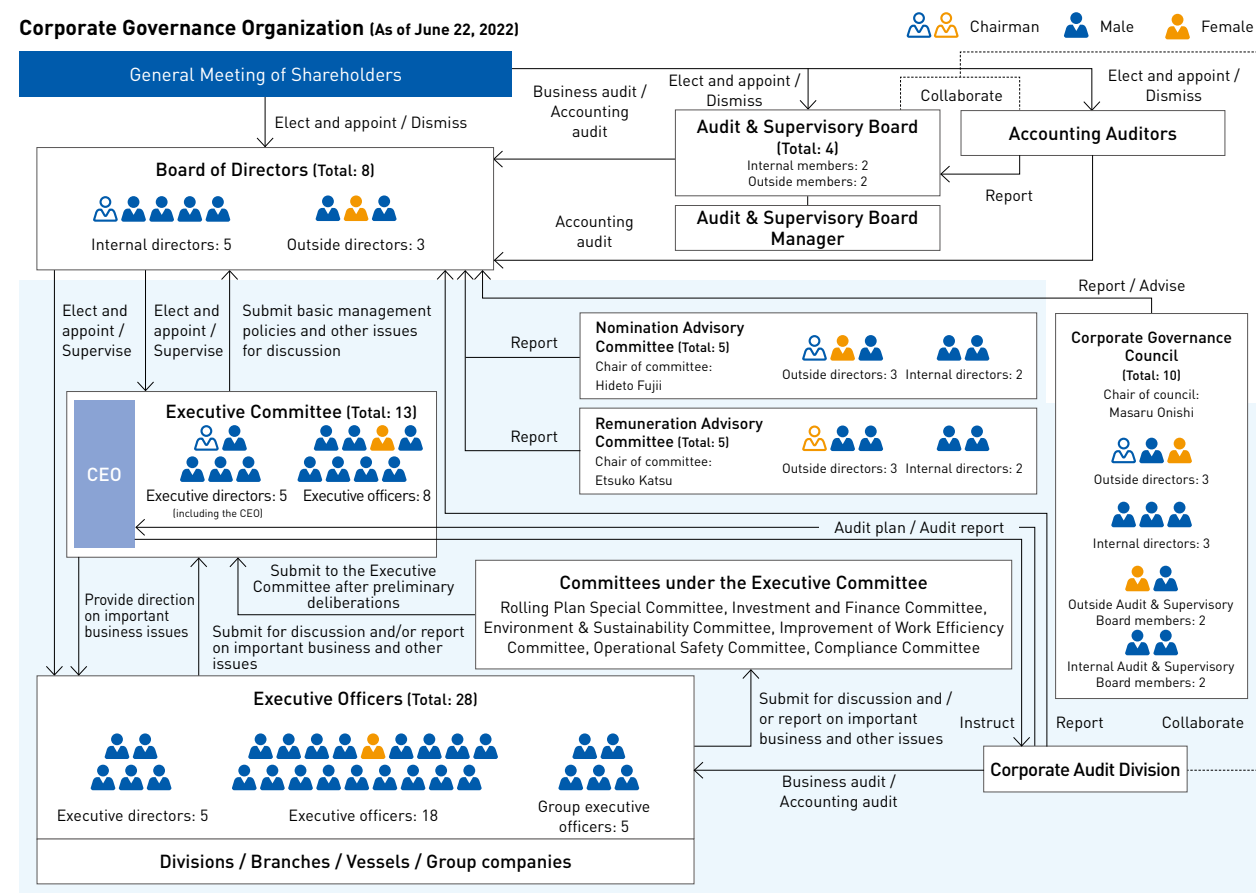 Corporate Governance Organization (As of June 22, 2022)
Chairman
Male
Female
General Meeting of Shareholders
Elect and appoint / Dismiss
Business audit /
Accounting
audit
Elect and appoint /
Dismiss
Collaborate
Elect and appoint /
Dismiss
Audit & Supervisory Board
(Total: 4)
Internal members: 2
Outside members: 2
Accounting Auditors
Report
Audit & Supervisory Board
Manager
Board of Directors (Total: 8)
Internal directors: 5
Outside directors: 3
Accounting
audit
Elect and
appoint /
Supervise
Elect and
appoint /
Supervise
Submit basic management
policies and other issues
for discussion
Report / Advise
Report
Nomination Advisory
Committee (Total: 5)
Chair of committee:
Hideto Fujii
Outside directors: 3
Internal directors: 2
Report
Remuneration Advisory
Committee (Total: 5)
Chair of committee:
Etsuko Katsu
Outside directors: 3
Internal directors: 2
Corporate Governance
Council
(Total: 10)
Chair of council:
Masaru Onishi
Outside directors: 3
Internal directors: 3
Outside Audit & Supervisory
Board members: 2
Internal Audit & Supervisory
Board members: 2
CEO
Executive Committee (Total: 13)
Executive directors: 5
(including the CEO)
Executive officers: 8
Audit plan / Audit report
Provide direction
on important
business issues
Submit to the Executive
Committee after preliminary
deliberations
Submit for discussion and/or report
on important business and other
issues
Committees under the Executive Committee
Rolling Plan Special Committee, Investment and Finance Committee,
Environment & Sustainability Committee, Improvement of Work Efficiency
Committee, Operational Safety Committee, Compliance Committee
Submit for discussion and /
or report on important
business and other issues
Instruct
Report
Collaborate
Executive Officers (Total: 28)
Executive directors: 5
Executive officers: 18
Group executive
officers: 5
Business audit /
Accounting audit
Corporate Audit Division
Divisions / Branches / Vessels / Group companies